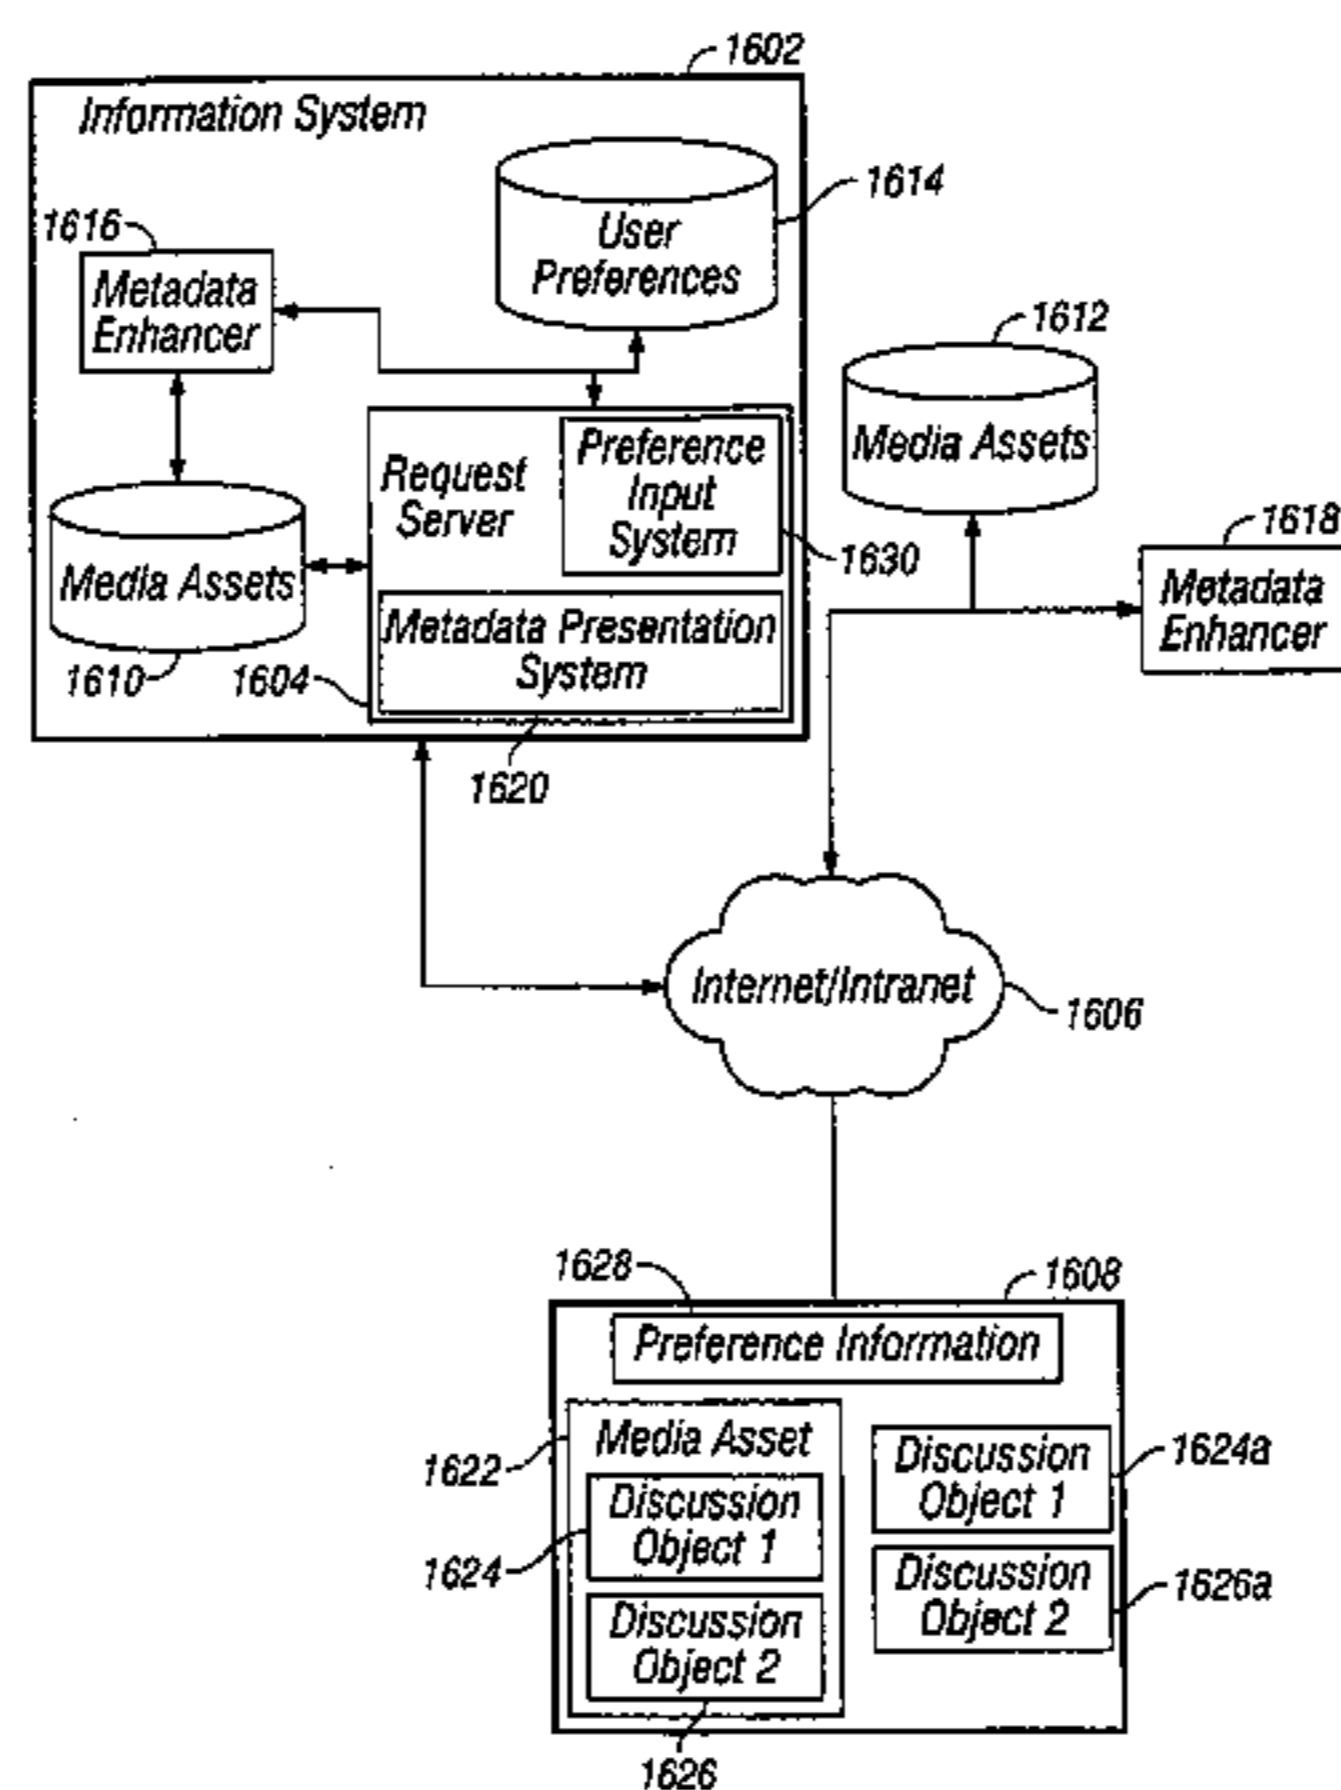 1602
Information System
1614
User
Preferences
1616
Metadata
Enhancer
1612
Media Assets
Request
Server
Preference
Input
System
1630
1618
Metadata
Enhancer
Media Assets
1610
1604
Metadata Presentation
System
1620
Internet/Intranet
1606
1628
1608
Preference Information
1622
Media Asset
Discussion
Object 1
1624
Discussion
Object 2
1626
Discussion
Object 1
1624a
Discussion
Object 2
1626a